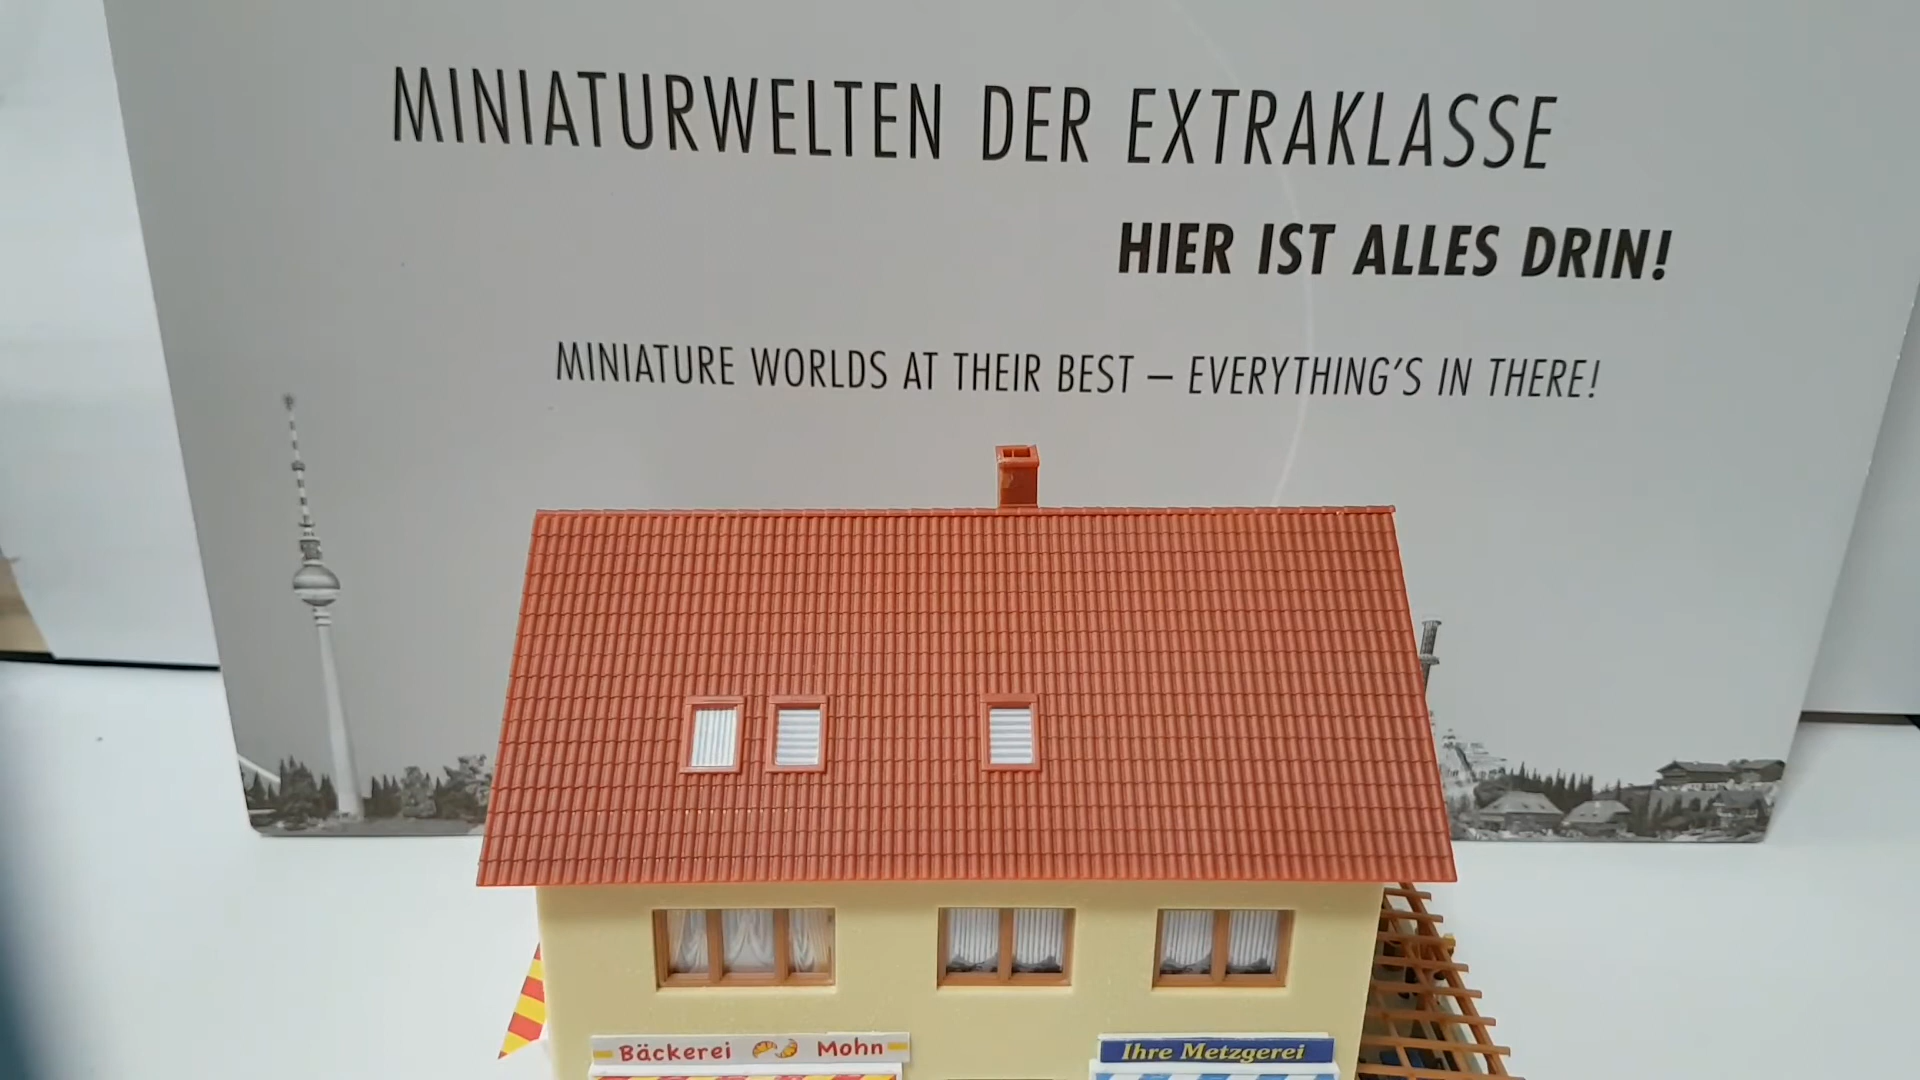 MINIATURWELTEN DER EXTRAKLASSE
HIER IST ALLES DRIN!
MINIATURE WORLDS AT THEIR BEST – EVERYTHING'S IN THERE!
Bäckerei Mohn
Ihre Metzgerei